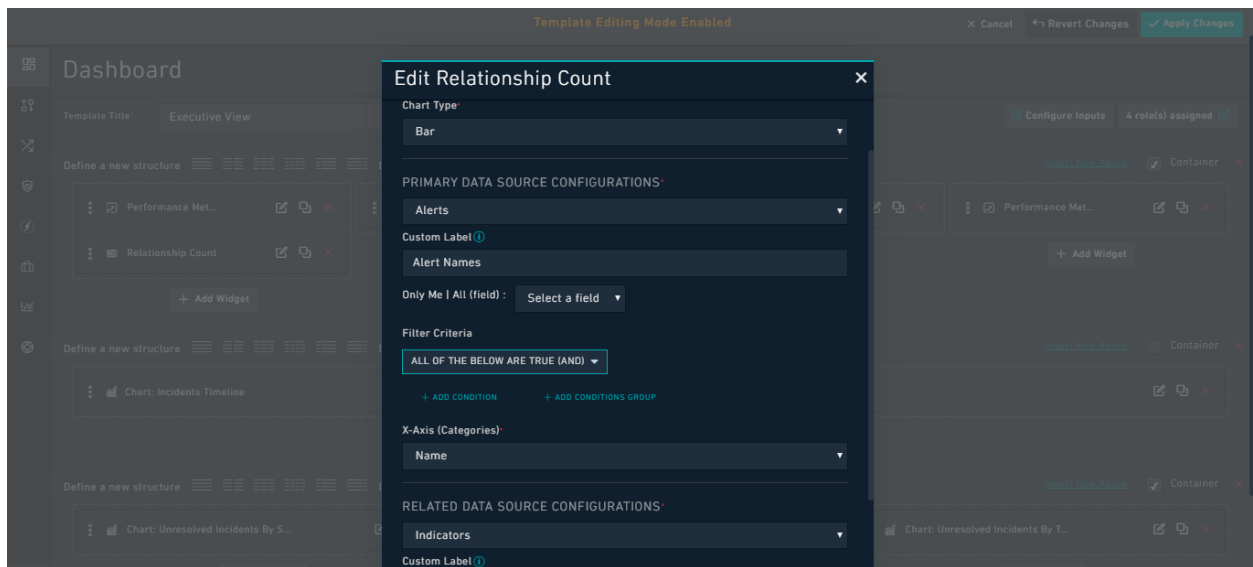 Template Editing Mode Enabled
× Cancel
Revert Changes
Apply Changes
Dashboard
Template Title
Executive View
Configure Inputs
4 role(s) assigned
Define a new structure
Insert Row Above
Container
Performance Met...
Performance Met...
Relationship Count
+ Add Widget
+ Add Widget
Define a new structure
Insert Row Above
Container
Chart: Incidents Timeline
Define a new structure
Insert Row Above
Container
Chart: Unresolved Incidents By S...
Chart: Unresolved Incidents By T...
Edit Relationship Count
Chart Type*
Bar
PRIMARY DATA SOURCE CONFIGURATIONS*
Alerts
Custom Label
Alert Names
Only Me | All (field) :
Select a field
Filter Criteria
ALL OF THE BELOW ARE TRUE (AND)
+ ADD CONDITION
+ ADD CONDITIONS GROUP
X-Axis (Categories)*
Name
RELATED DATA SOURCE CONFIGURATIONS*
Indicators
Custom Label